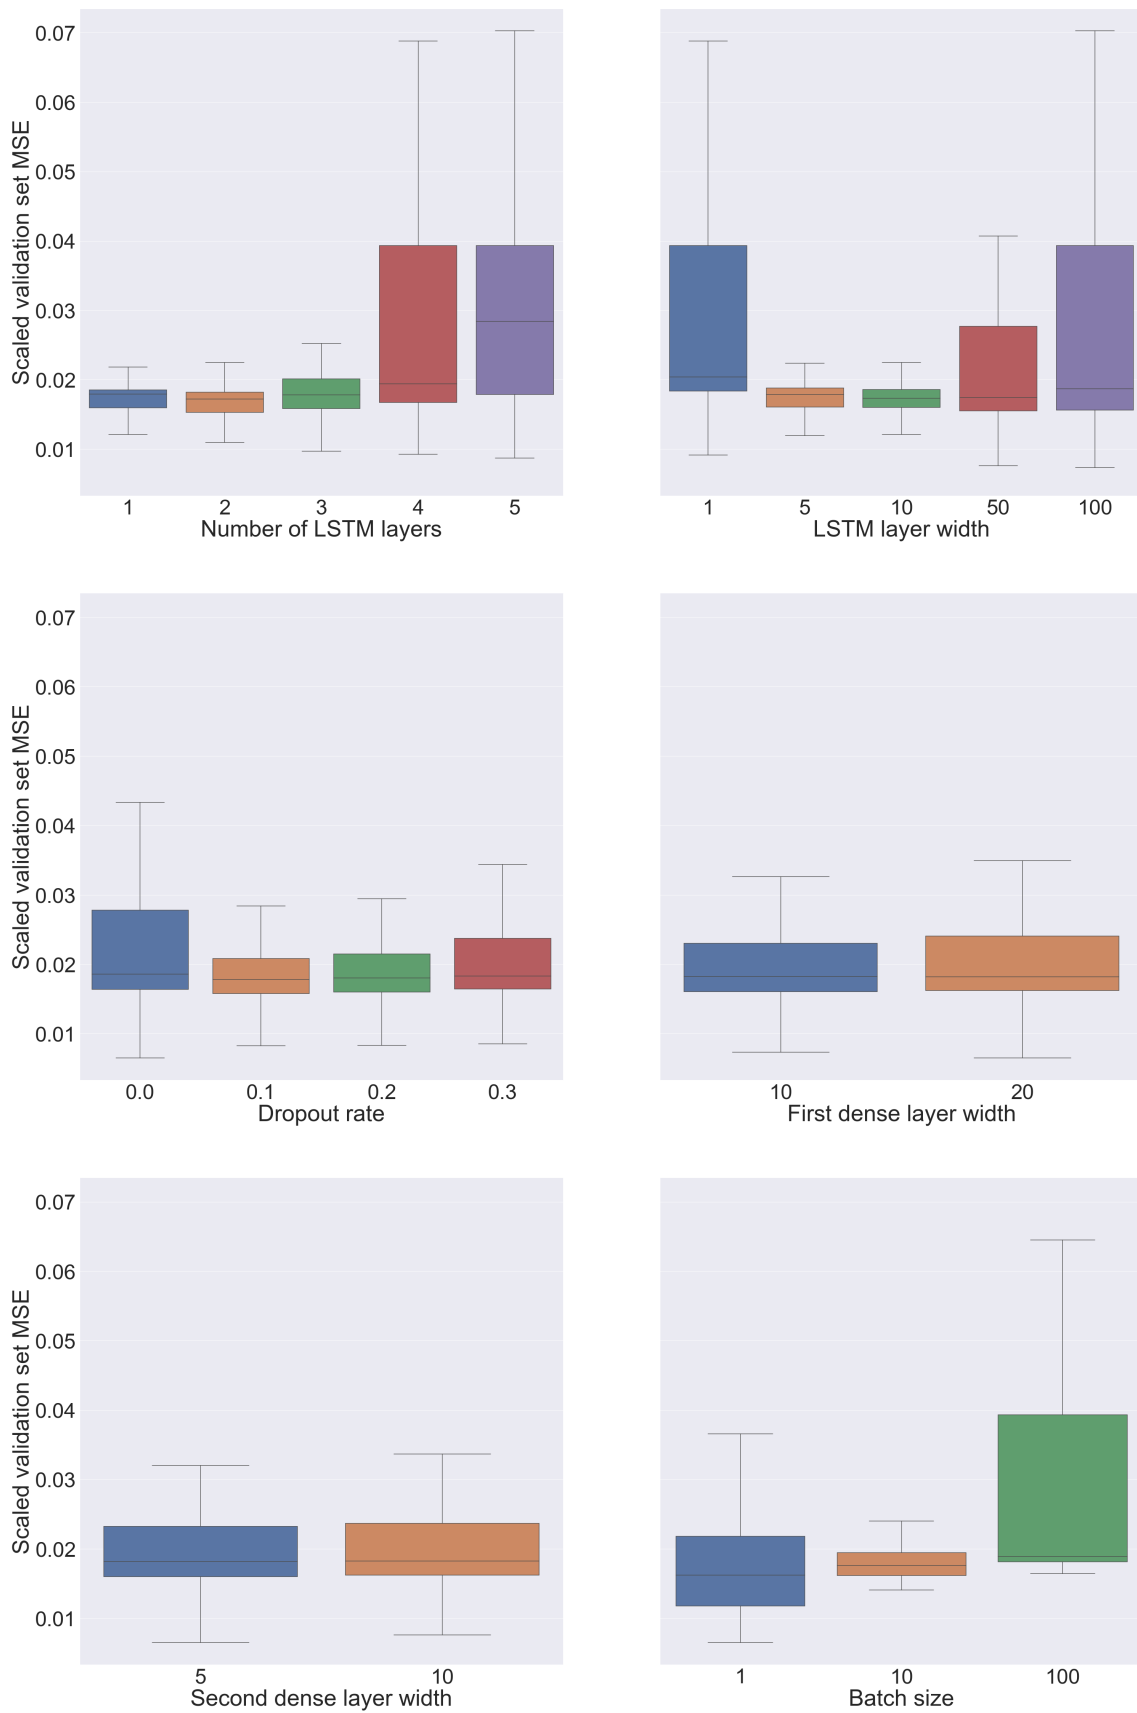 0.07
0.06
0.05
0.04
0.03
0.02
0.01
Scaled validation set MSE
1 2 3 4 5
Number of LSTM layers
1 5 10 50 100
LSTM layer width
0.07
0.06
0.05
0.04
0.03
0.02
0.01
Scaled validation set MSE
0.0 0.1 0.2 0.3
Dropout rate
10 20
First dense layer width
0.07
0.06
0.05
0.04
0.03
0.02
0.01
Scaled validation set MSE
5 10
Second dense layer width
1 10 100
Batch size